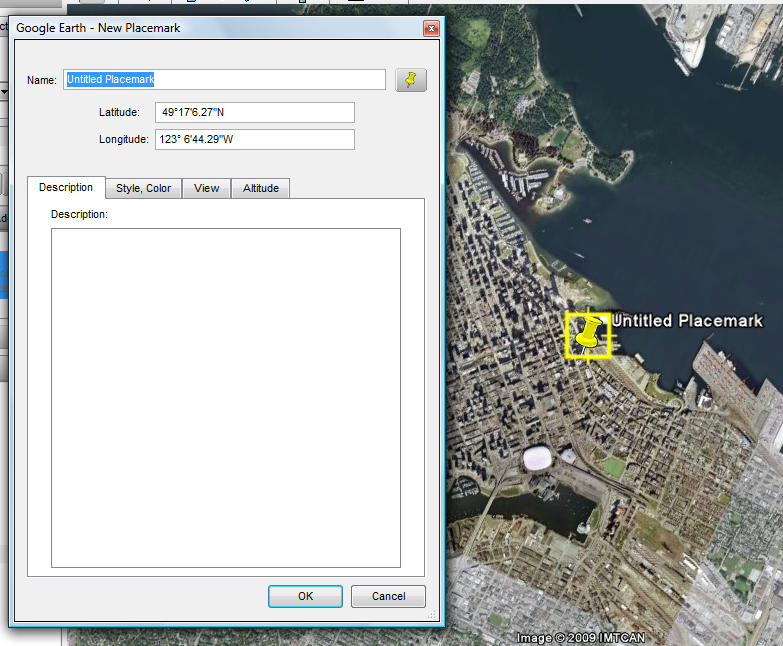 Google Earth - New Placemark
Name: Untitled Placemark
Latitude: 49°17'6.27"N
Longitude: 123° 6'44.29"W
Description Style, Color View Altitude
Description:
Untitled Placemark
OK Cancel
Image © 2009 IMTCAN